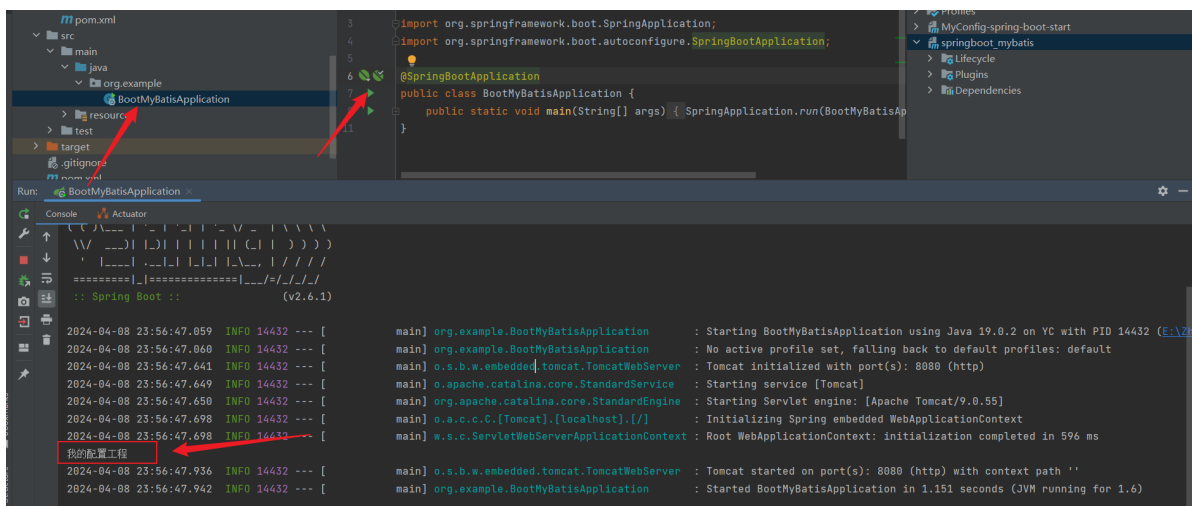 pom.xml
src
main
java
org.example
BootMyBatisApplication
resourc
test
target
.gitignore
pom.xml
3 import org.springframework.boot.SpringApplication;
4 import org.springframework.boot.autoconfigure.SpringBootApplication;
5
6 @SpringBootApplication
7 public class BootMyBatisApplication {
public static void main(String[] args) { SpringApplication.run(BootMyBatisAp
11 }
Profiles
MyConfig-spring-boot-start
springboot_mybatis
Lifecycle
Plugins
Dependencies
Run: BootMyBatisApplication
Console Actuator
:: Spring Boot :: (v2.6.1)
2024-04-08 23:56:47.059 INFO 14432 --- [ main] org.example.BootMyBatisApplication : Starting BootMyBatisApplication using Java 19.0.2 on YC with PID 14432 (E:\Zh
2024-04-08 23:56:47.060 INFO 14432 --- [ main] org.example.BootMyBatisApplication : No active profile set, falling back to default profiles: default
2024-04-08 23:56:47.641 INFO 14432 --- [ main] o.s.b.w.embedded.tomcat.TomcatWebServer : Tomcat initialized with port(s): 8080 (http)
2024-04-08 23:56:47.649 INFO 14432 --- [ main] o.apache.catalina.core.StandardService : Starting service [Tomcat]
2024-04-08 23:56:47.650 INFO 14432 --- [ main] org.apache.catalina.core.StandardEngine : Starting Servlet engine: [Apache Tomcat/9.0.55]
2024-04-08 23:56:47.698 INFO 14432 --- [ main] o.a.c.c.C.[Tomcat].[localhost].[/] : Initializing Spring embedded WebApplicationContext
2024-04-08 23:56:47.698 INFO 14432 --- [ main] w.s.c.ServletWebServerApplicationContext : Root WebApplicationContext: initialization completed in 596 ms
我的配置工程
2024-04-08 23:56:47.936 INFO 14432 --- [ main] o.s.b.w.embedded.tomcat.TomcatWebServer : Tomcat started on port(s): 8080 (http) with context path ''
2024-04-08 23:56:47.942 INFO 14432 --- [ main] org.example.BootMyBatisApplication : Started BootMyBatisApplication in 1.151 seconds (JVM running for 1.6)